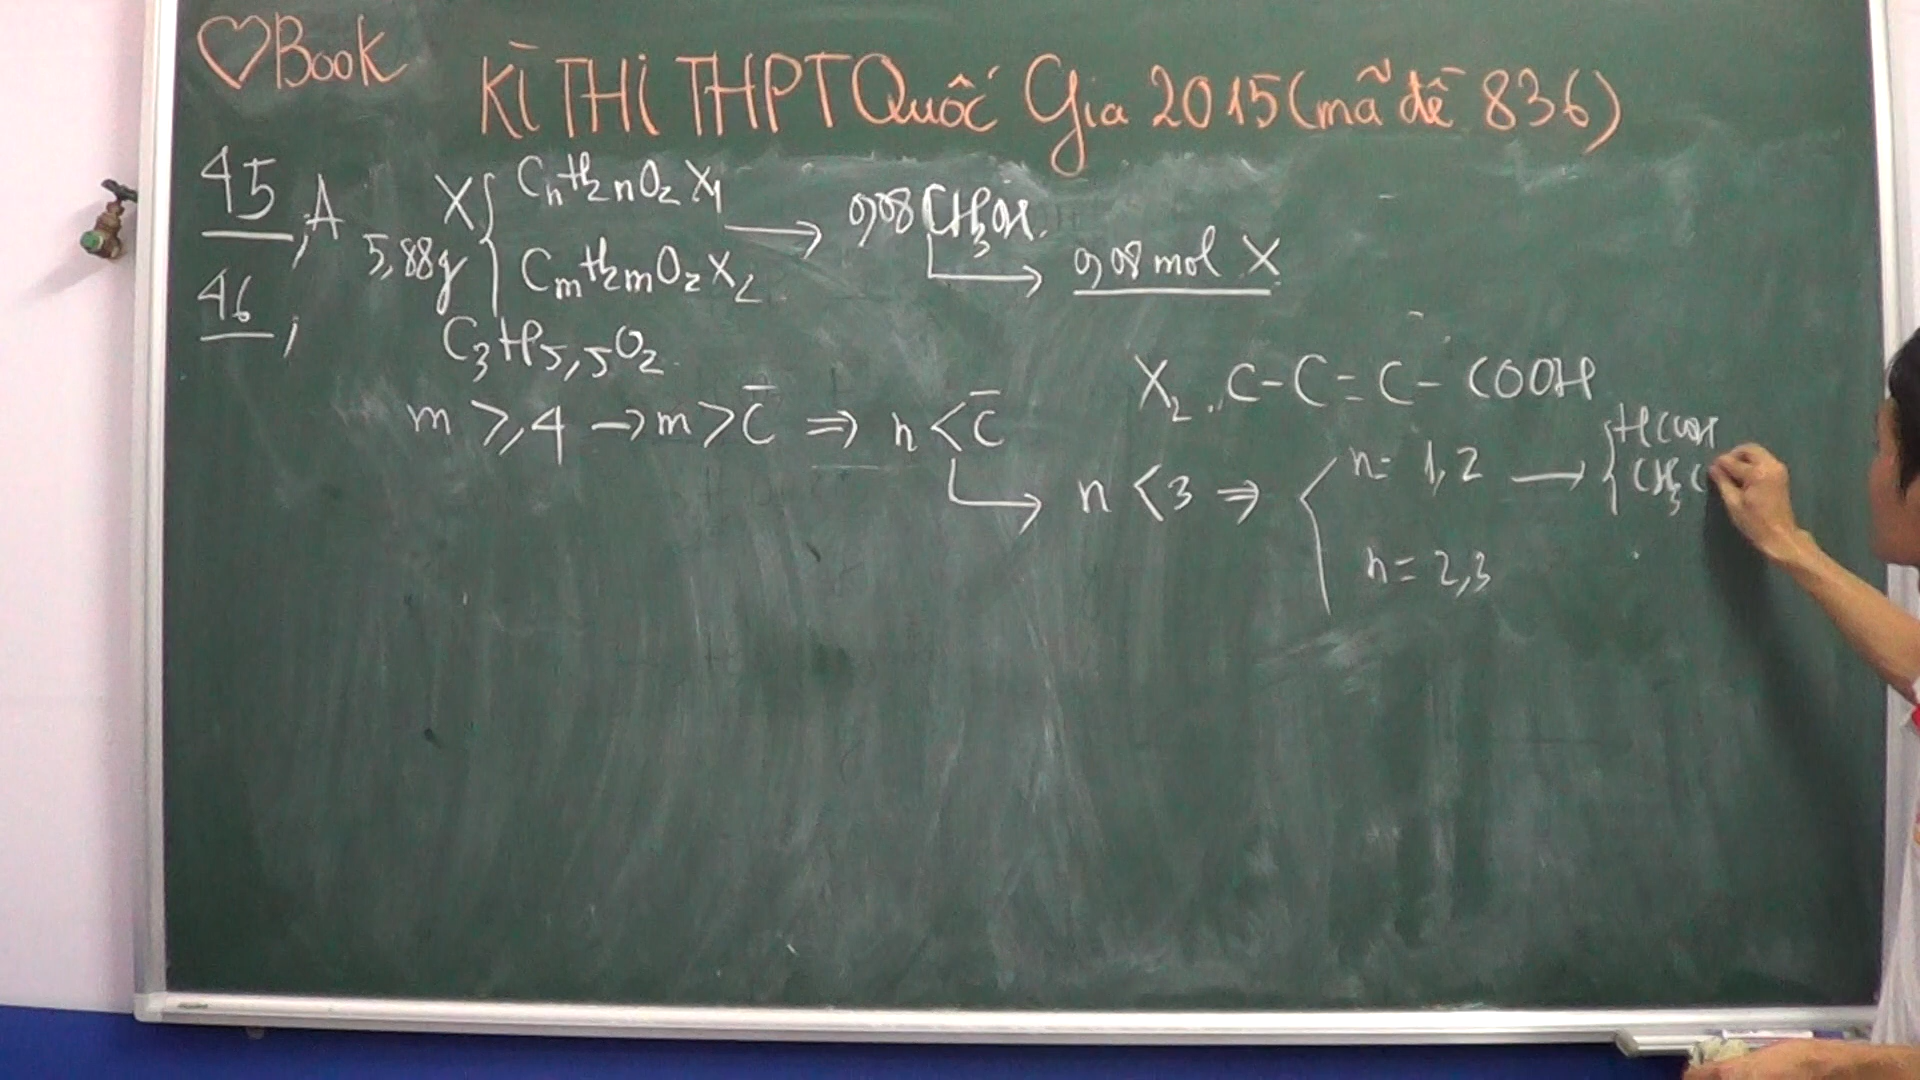 ♡Book
KÌ THI THPT Quốc Gia 2015 (mã đề 836)
45, A
X { CnH2nO2 X1
5,88g
CmH2mO2 X2
→ 0,08 CH3OH.
→ 0,08 mol X
46,
C3H5,5O2
X2. C-C=C-COOH
m ⩾ 4 → m > C̄ ⇒ n < C̄
→ n < 3 ⇒
n = 1,2 → { HCOOH
CH3C
n = 2,3